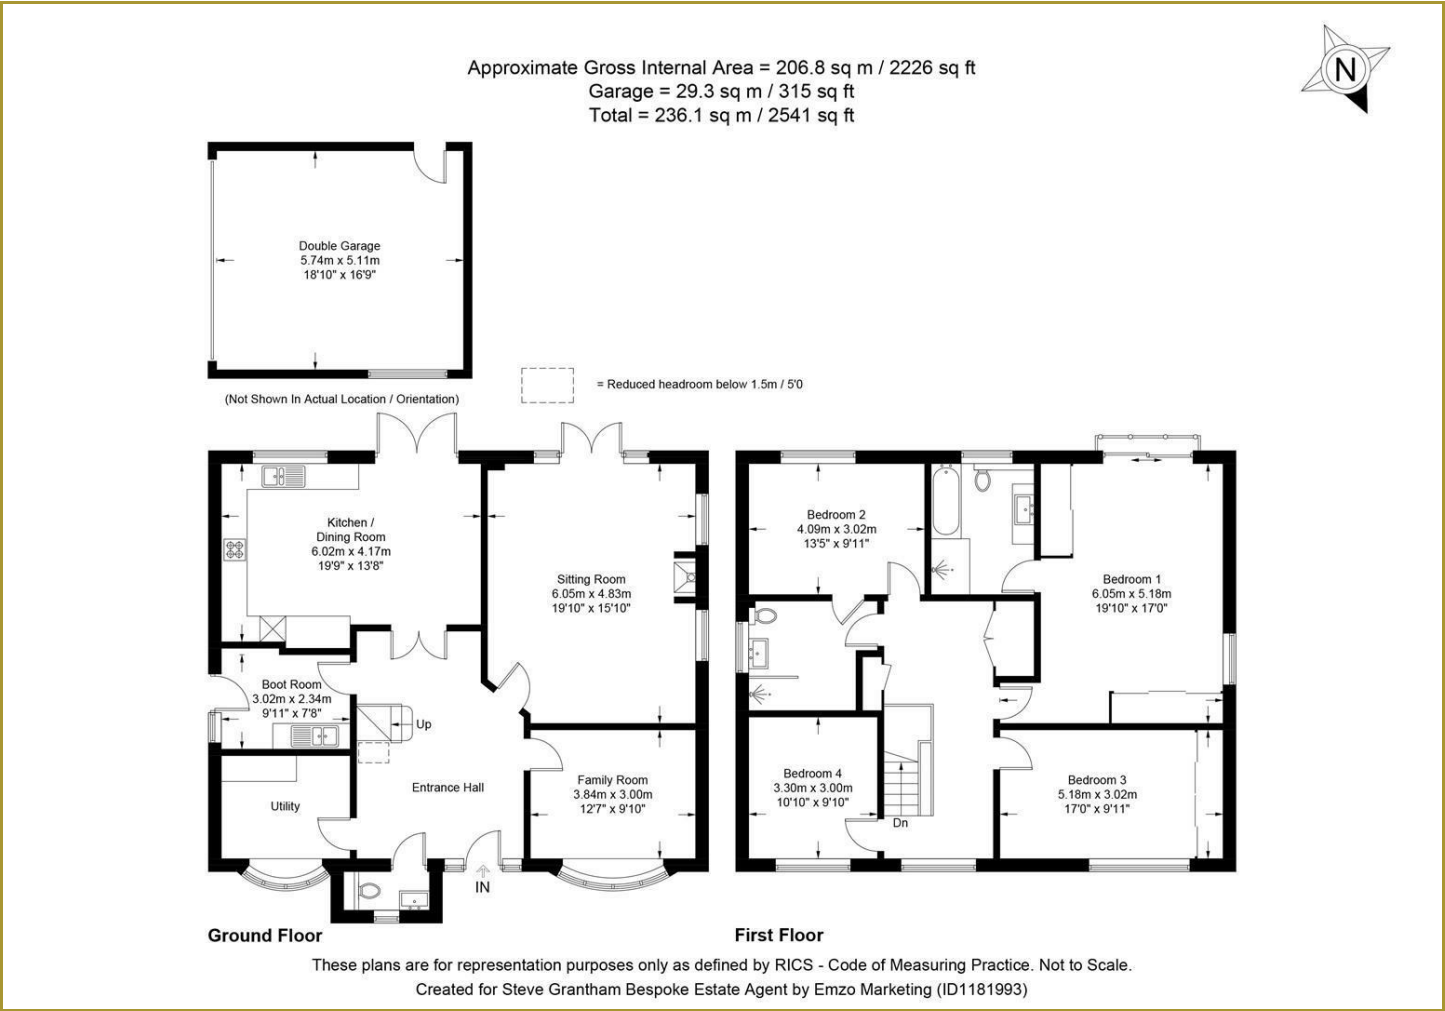 Approximate Gross Internal Area = 206.8 sq m / 2226 sq ft
Garage = 29.3 sq m / 315 sq ft
Total = 236.1 sq m / 2541 sq ft
N
Double Garage
5.74m x 5.11m
18'10" x 16'9"
(Not Shown In Actual Location / Orientation)
= Reduced headroom below 1.5m / 5'0
Kitchen /
Dining Room
6.02m x 4.17m
19'9" x 13'8"
Sitting Room
6.05m x 4.83m
19'10" x 15'10"
Boot Room
3.02m x 2.34m
9'11" x 7'8"
Up
Utility
Entrance Hall
Family Room
3.84m x 3.00m
12'7" x 9'10"
IN
Ground Floor
Bedroom 2
4.09m x 3.02m
13'5" x 9'11"
Bedroom 1
6.05m x 5.18m
19'10" x 17'0"
Bedroom 4
3.30m x 3.00m
10'10" x 9'10"
Dn
Bedroom 3
5.18m x 3.02m
17'0" x 9'11"
First Floor
These plans are for representation purposes only as defined by RICS - Code of Measuring Practice. Not to Scale.
Created for Steve Grantham Bespoke Estate Agent by Emzo Marketing (ID1181993)